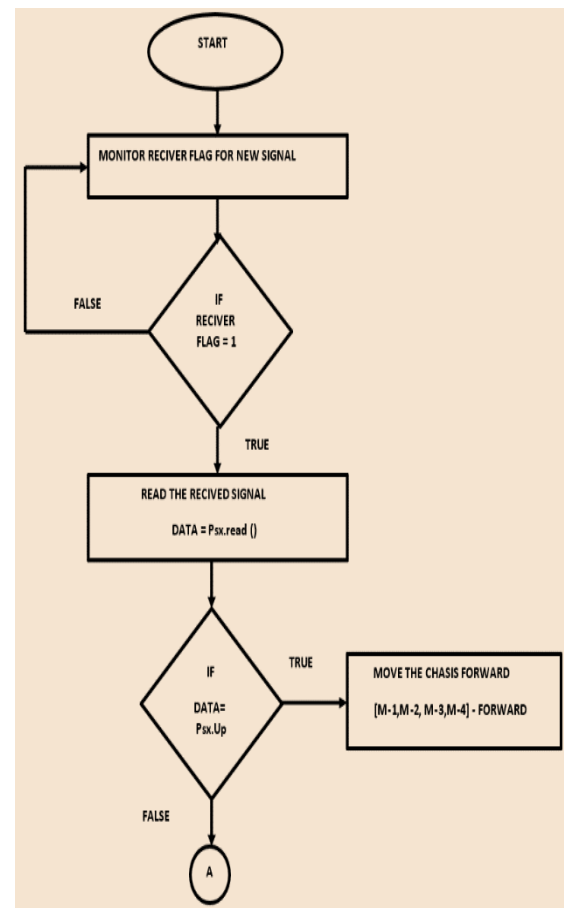 START
MONITOR RECIVER FLAG FOR NEW SIGNAL
FALSE
IF
RECIVER
FLAG = 1
TRUE
READ THE RECIVED SIGNAL
DATA = Psx.read ()
IF
DATA=
Psx.Up
TRUE
MOVE THE CHASIS FORWARD
[M-1,M-2, M-3,M-4] - FORWARD
FALSE
A